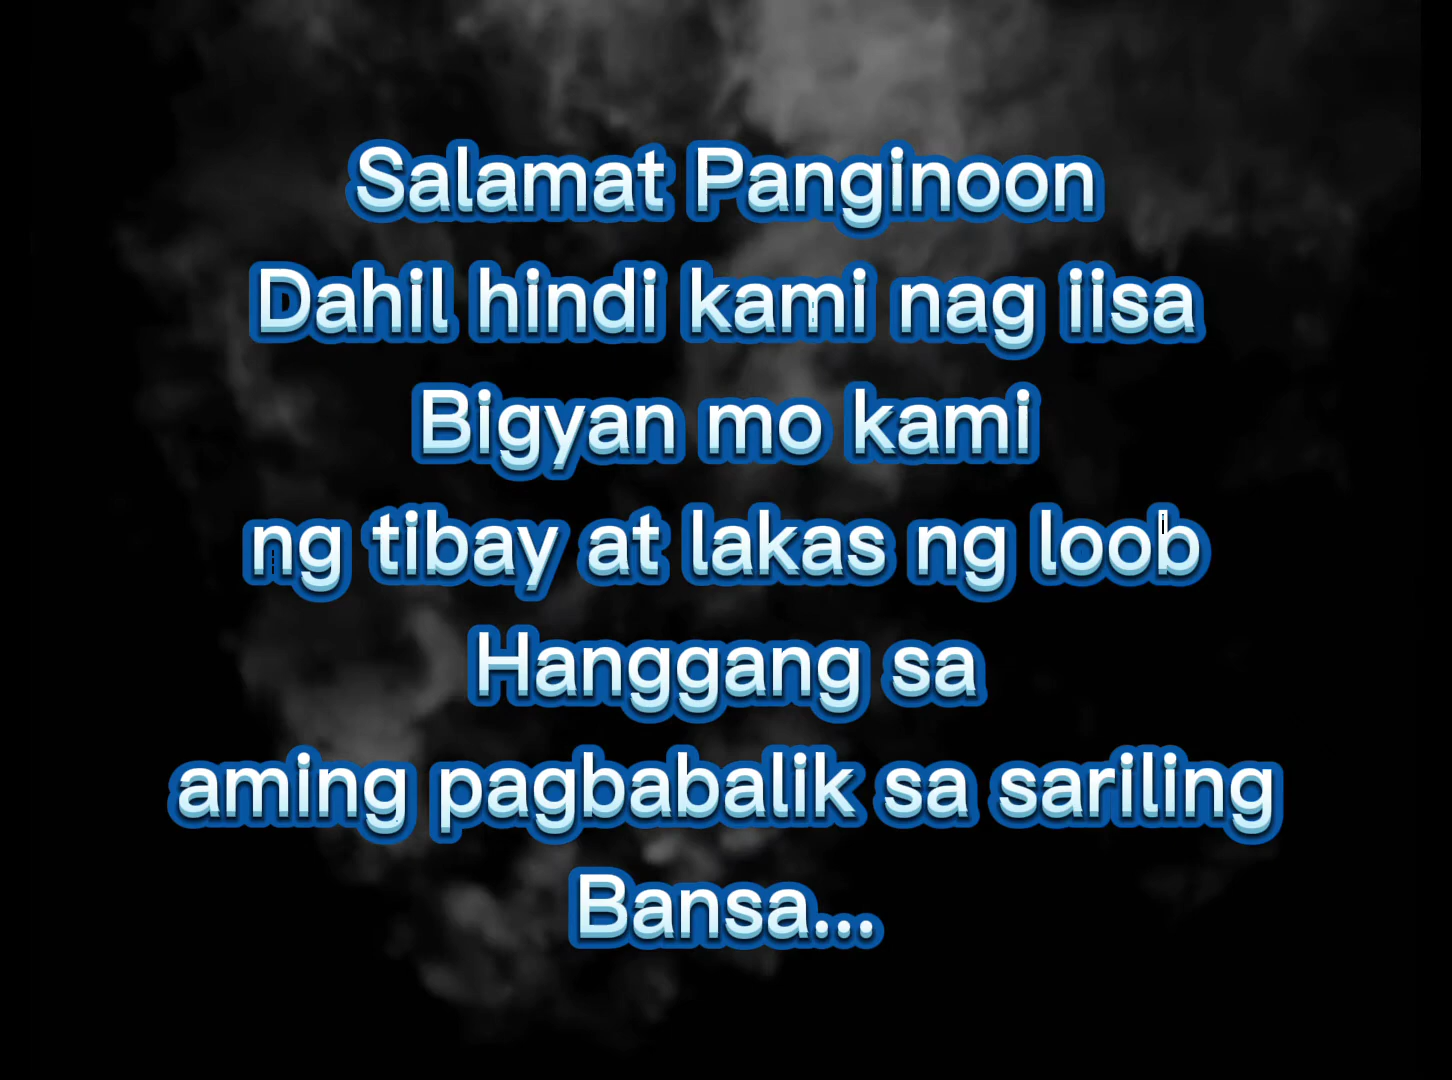 Salamat Panginoon
Dahil hindi kami nag iisa
Bigyan mo kami
ng tibay at lakas ng loob
Hanggang sa
aming pagbabalik sa sariling
Bansa...